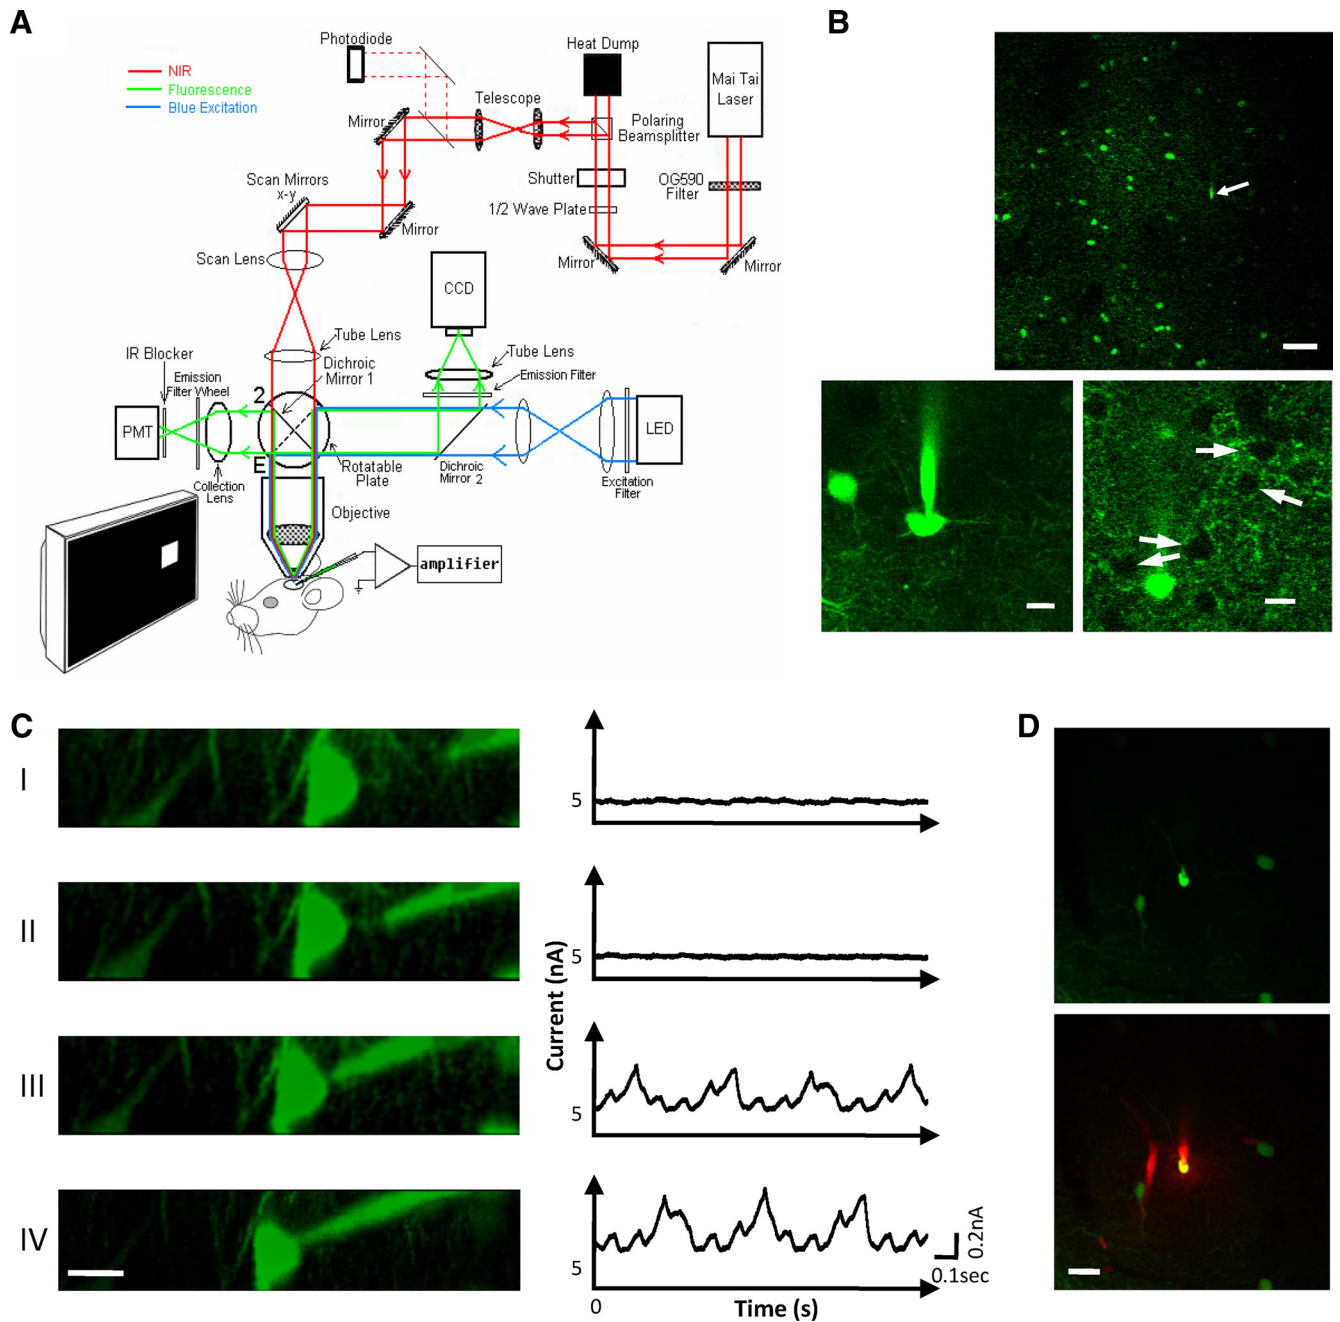 A
Photodiode
NIR
Fluorescence
Blue Excitation
Heat Dump
Mai Tai
Laser
Telescope
Mirror
Polaring
Beamsplitter
Scan Mirrors
x-y
Shutter
OG590
Filter
1/2 Wave Plate
Mirror
Scan Lens
Mirror
Mirror
CCD
Tube Lens
Tube Lens
IR Blocker
Dichroic
Mirror 1
Emission Filter
Emission
Filter Wheel
2
PMT
LED
E
Rotatable
Plate
Dichroic
Mirror 2
Excitation
Filter
Collection
Lens
Objective
amplifier
B
C
I
5
II
5
Current (nA)
III
5
IV
5
0.2nA
0.1sec
0
Time (s)
D